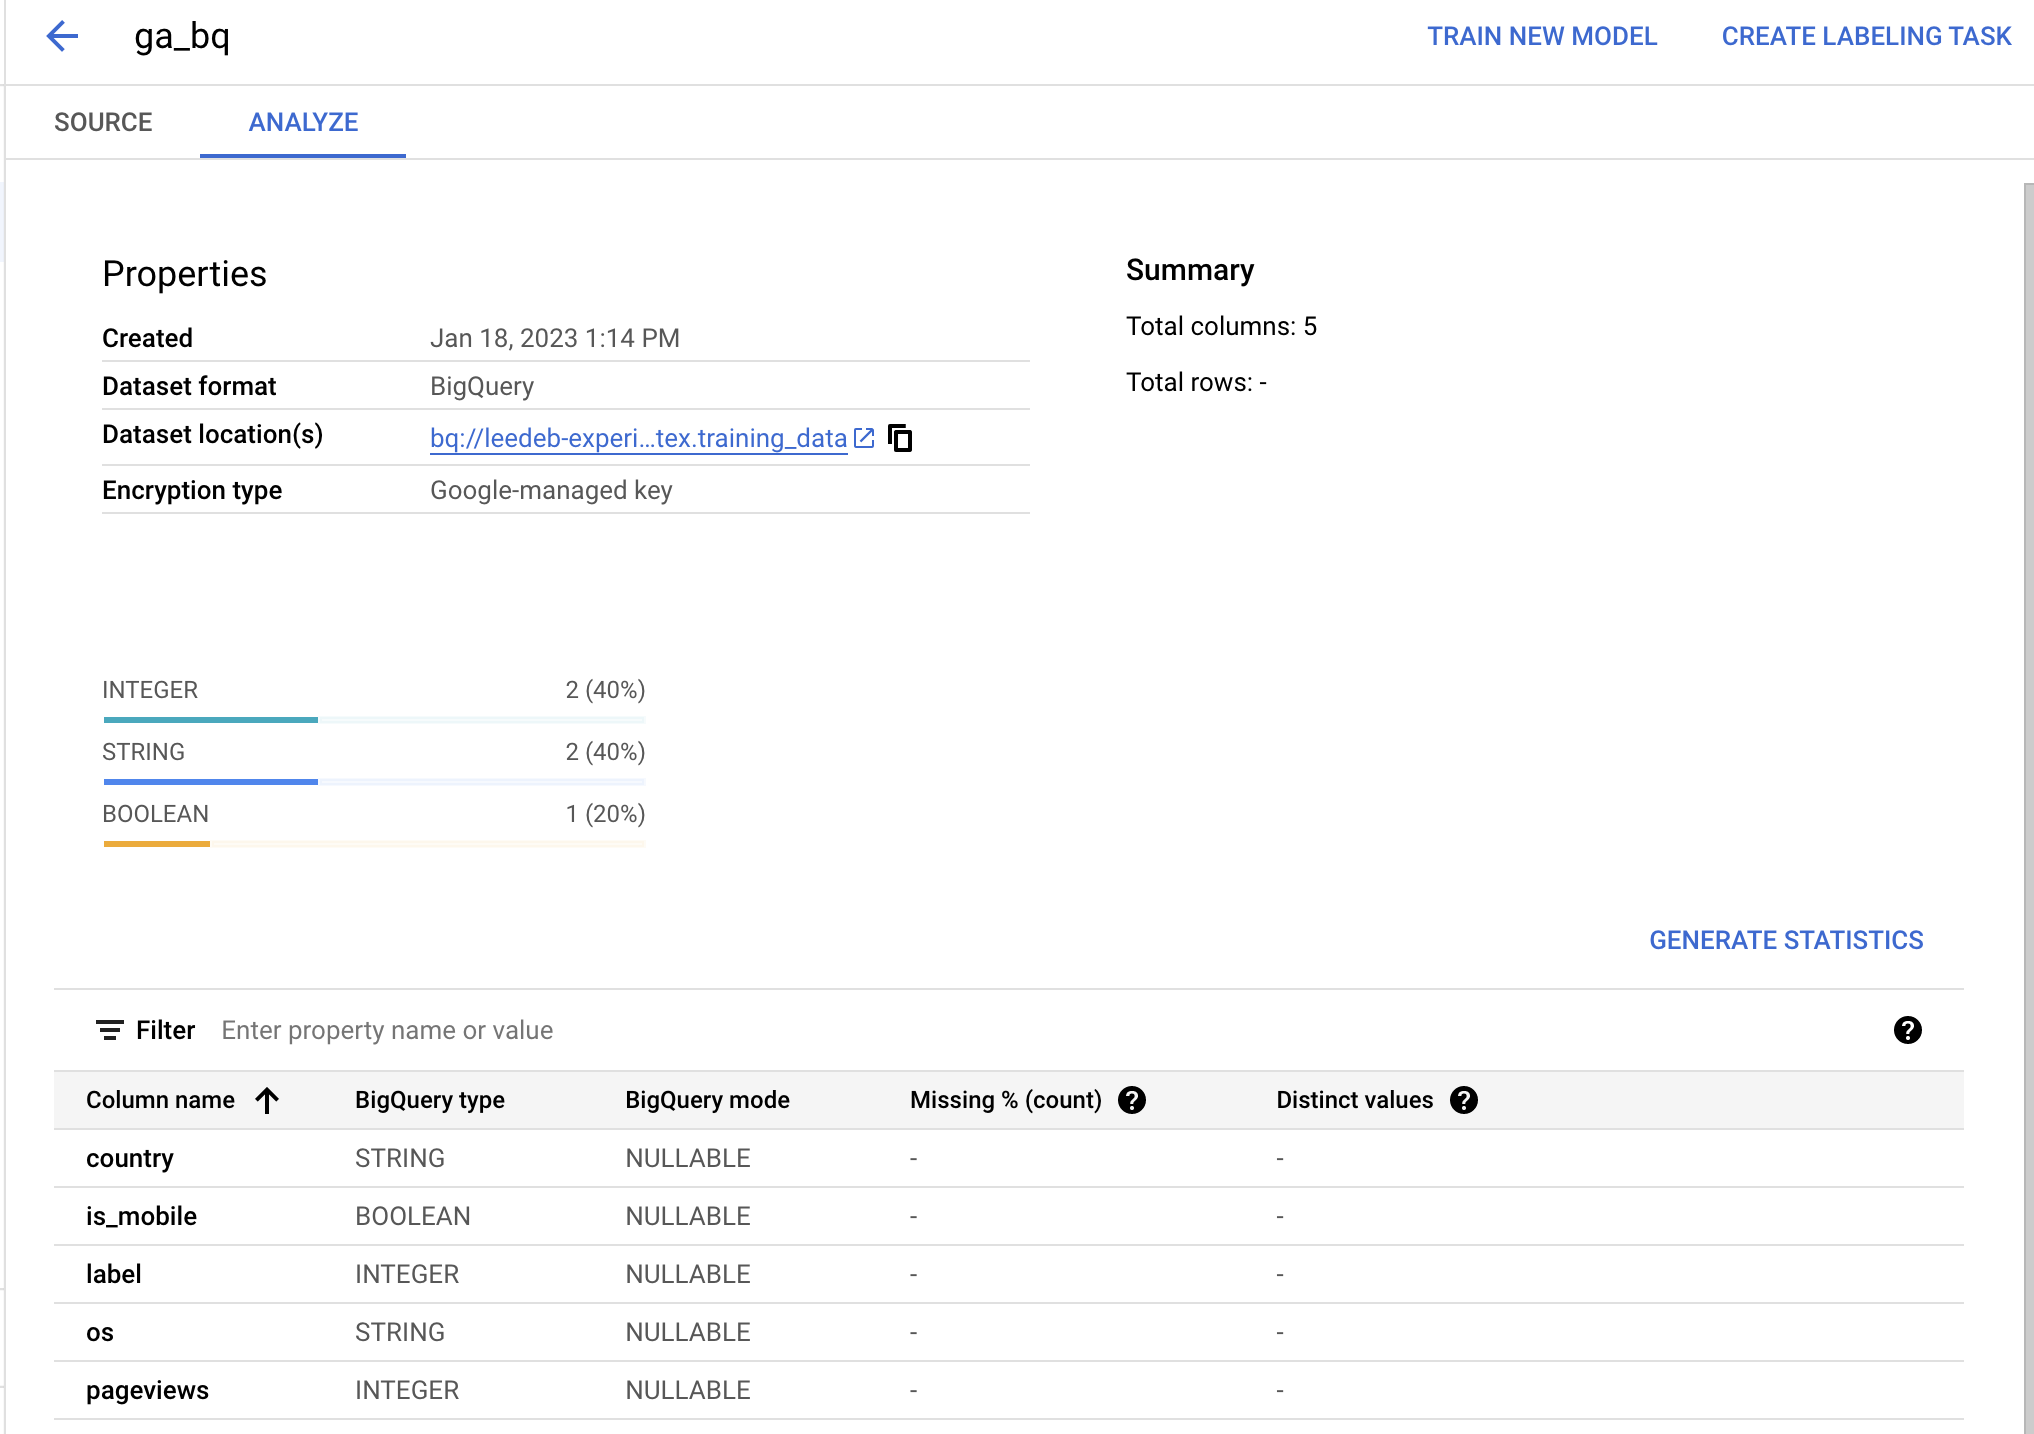 ga_bq
TRAIN NEW MODEL
CREATE LABELING TASK
SOURCE
ANALYZE
Properties
Created Jan 18, 2023 1:14 PM
Dataset format BigQuery
Dataset location(s) bq://leedeb-experi...tex.training_data
Encryption type Google-managed key
Summary
Total columns: 5
Total rows: -
INTEGER 2 (40%)
STRING 2 (40%)
BOOLEAN 1 (20%)
GENERATE STATISTICS
Filter Enter property name or value ?
Column name BigQuery type BigQuery mode Missing % (count) ? Distinct values ?
country STRING NULLABLE - -
is_mobile BOOLEAN NULLABLE - -
label INTEGER NULLABLE - -
os STRING NULLABLE - -
pageviews INTEGER NULLABLE - -